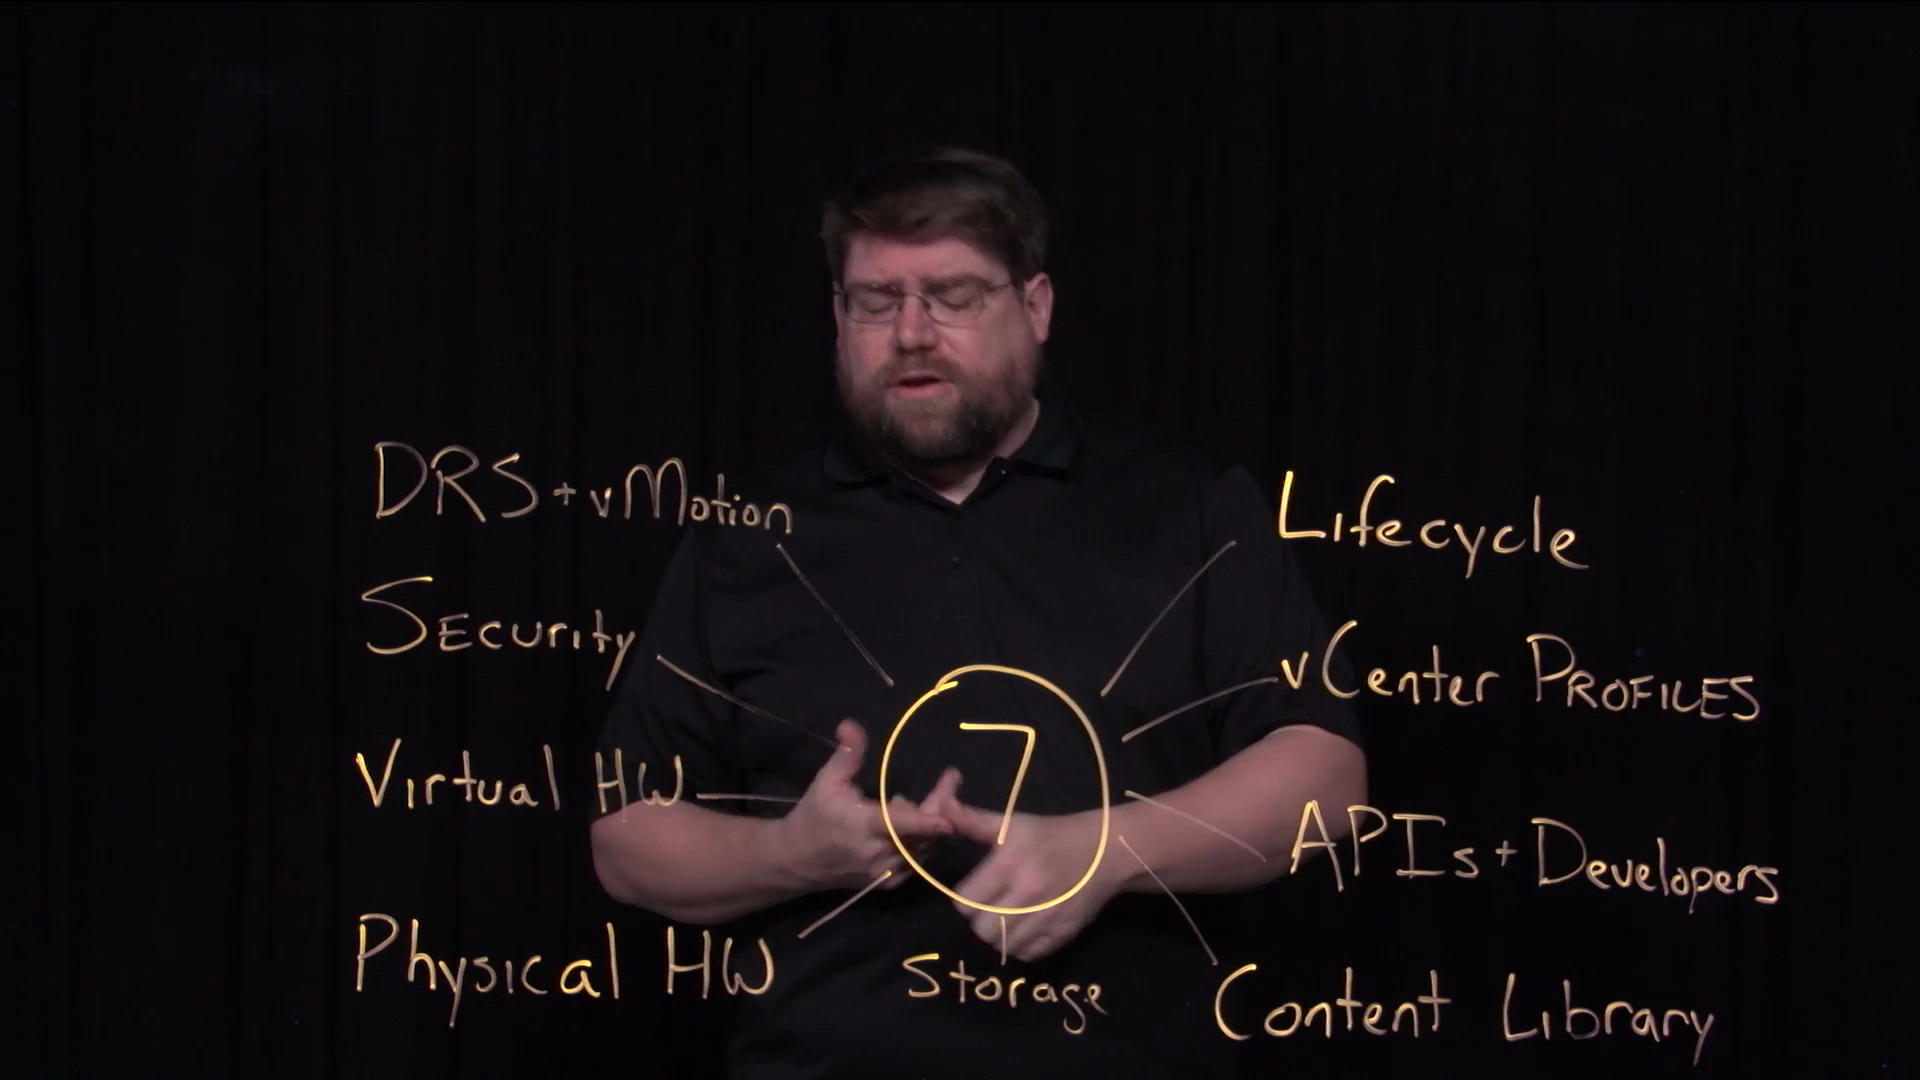 DRS + vMotion
Security
Virtual HW
Physical HW
7
Storage
Lifecycle
vCenter PROFILES
APIs + Developers
Content Library